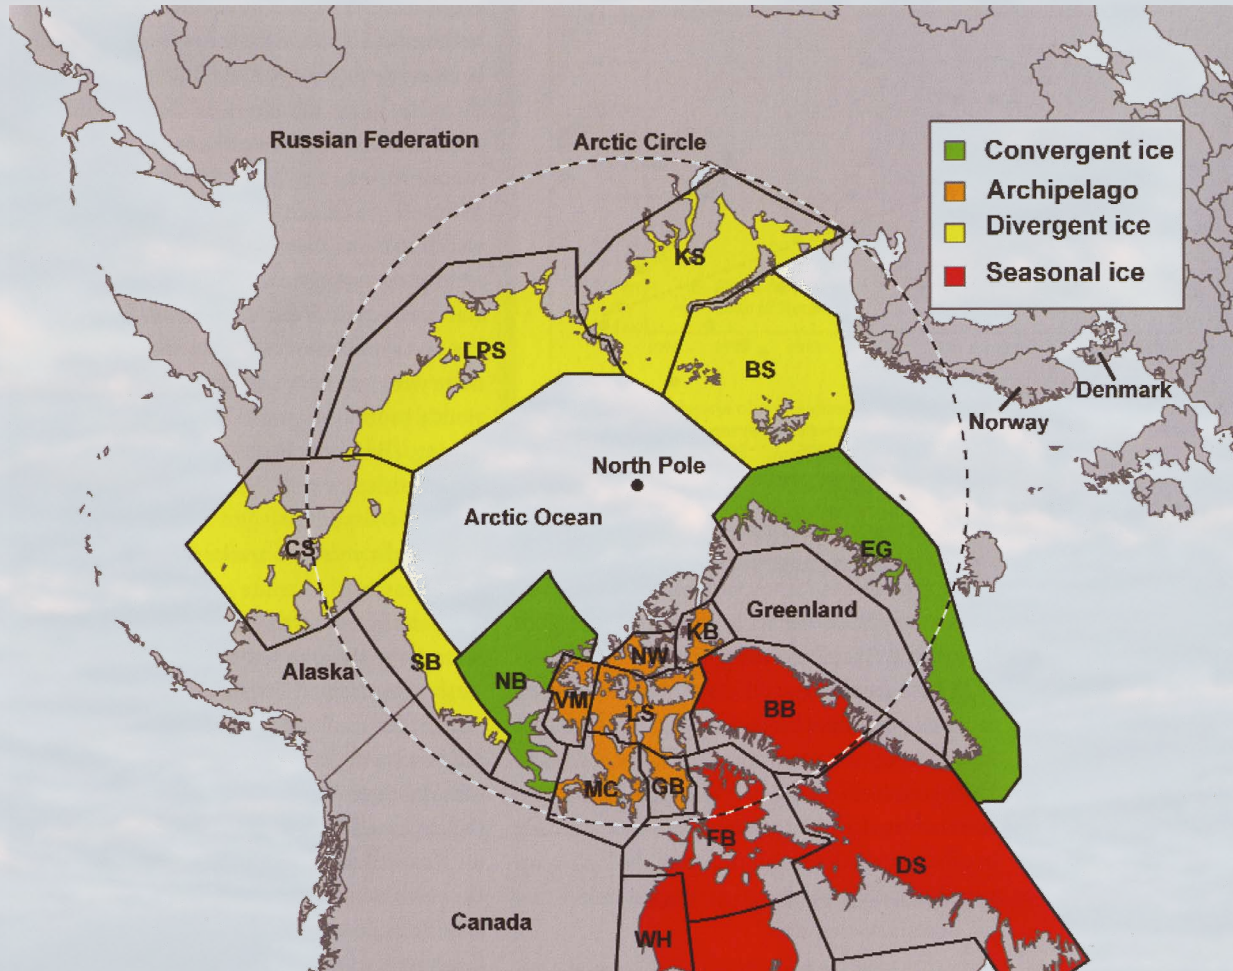 Russian Federation
Arctic Circle
Convergent ice
Archipelago
Divergent ice
Seasonal ice
KS
LPS
BS
Denmark
Norway
North Pole
Arctic Ocean
CS
EG
Greenland
KB
NW
SB
Alaska
NB
VM
LS
BB
MC
GB
FB
DS
Canada
WH